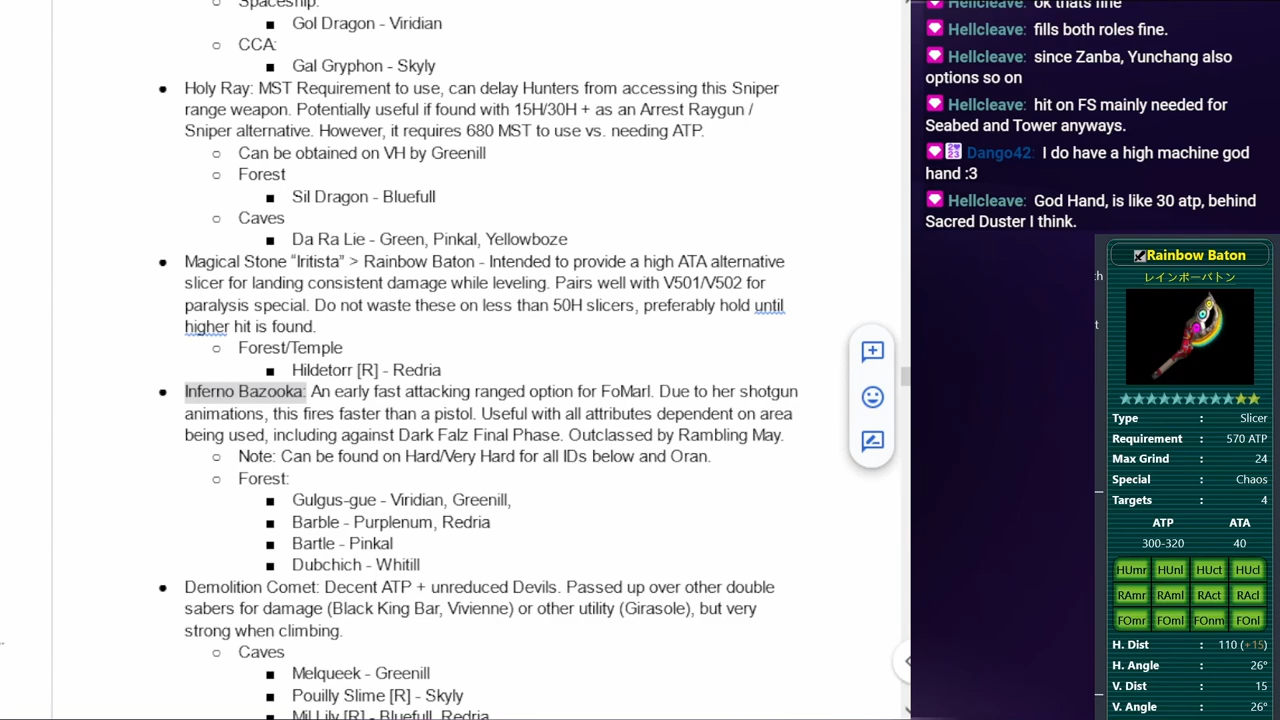 Spaceship:
Gol Dragon - Viridian
CCA:
Gal Gryphon - Skyly
Holy Ray: MST Requirement to use, can delay Hunters from accessing this Sniper
range weapon. Potentially useful if found with 15H/30H + as an Arrest Raygun /
Sniper alternative. However, it requires 680 MST to use vs. needing ATP.
Can be obtained on VH by Greenill
Forest
Sil Dragon - Bluefull
Caves
Da Ra Lie - Green, Pinkal, Yellowboze
Magical Stone “Iritista” > Rainbow Baton - Intended to provide a high ATA alternative
slicer for landing consistent damage while leveling. Pairs well with V501/V502 for
paralysis special. Do not waste these on less than 50H slicers, preferably hold until
higher hit is found.
Forest/Temple
Hildetorr [R] - Redria
Inferno Bazooka: An early fast attacking ranged option for FoMarl. Due to her shotgun
animations, this fires faster than a pistol. Useful with all attributes dependent on area
being used, including against Dark Falz Final Phase. Outclassed by Rambling May.
Note: Can be found on Hard/Very Hard for all IDs below and Oran.
Forest:
Gulgus-gue - Viridian, Greenill,
Barble - Purplenum, Redria
Bartle - Pinkal
Dubchich - Whitill
Demolition Comet: Decent ATP + unreduced Devils. Passed up over other double
sabers for damage (Black King Bar, Vivienne) or other utility (Girasole), but very
strong when climbing.
Caves
Melqueek - Greenill
Pouilly Slime [R] - Skyly
Mil Lily [R] - Bluefull, Redria
Hellcleave: ok thats fine
Hellcleave: fills both roles fine.
Hellcleave: since Zanba, Yunchang also
options so on
Hellcleave: hit on FS mainly needed for
Seabed and Tower anyways.
Dango42: I do have a high machine god
hand :3
Hellcleave: God Hand, is like 30 atp, behind
Sacred Duster I think.
Rainbow Baton
レインボーバトン
Type : Slicer
Requirement : 570 ATP
Max Grind : 24
Special : Chaos
Targets : 4
ATP ATA
300-320 40
HUmr HUnl HUct HUcl
RAmr RAml RAct RAcl
FOmr FOml FOnm FOnl
H. Dist : 110 (+15)
H. Angle : 26°
V. Dist : 15
V. Angle : 26°